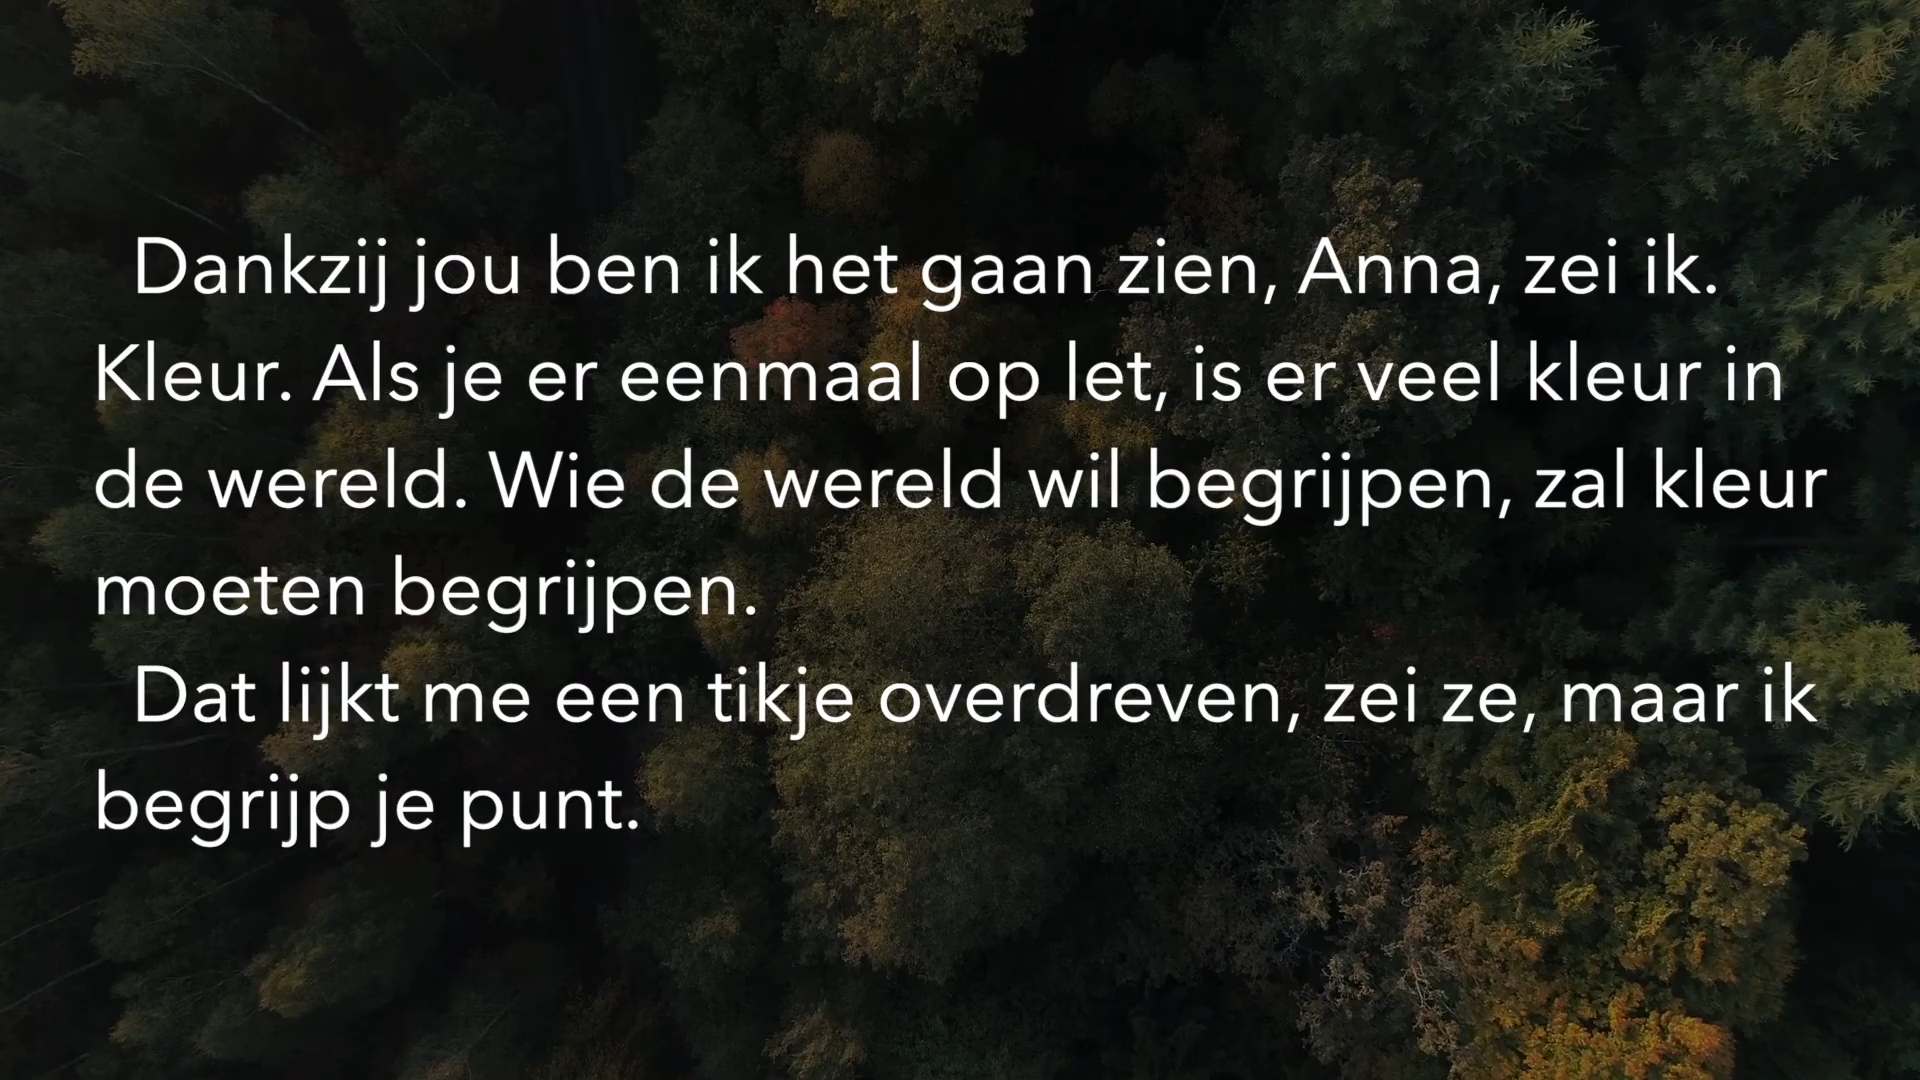 Dankzij jou ben ik het gaan zien, Anna, zei ik.
Kleur. Als je er eenmaal op let, is er veel kleur in
de wereld. Wie de wereld wil begrijpen, zal kleur
moeten begrijpen.
Dat lijkt me een tikje overdreven, zei ze, maar ik
begrijp je punt.